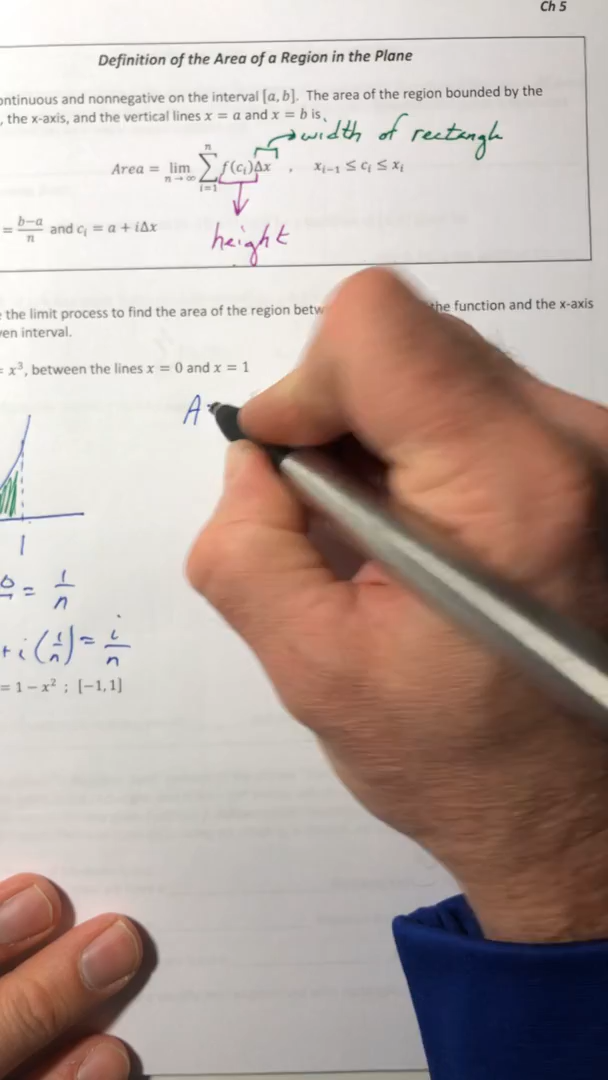 Ch 5
Definition of the Area of a Region in the Plane
ontinuous and nonnegative on the interval [a, b]. The area of the region bounded by the
, the x-axis, and the vertical lines x = a and x = b is
width of rectangle
Area = lim n→∞ ∑ n i=1 f(cᵢ)Δx , xᵢ₋₁ ≤ cᵢ ≤ xᵢ
= b−a/n and cᵢ = a + iΔx
height
the limit process to find the area of the region betw the function and the x-axis
en interval.
= x³, between the lines x = 0 and x = 1
A =
1
= 1/n
+ i (1/n) = i/n
= 1 − x² ; [−1,1]